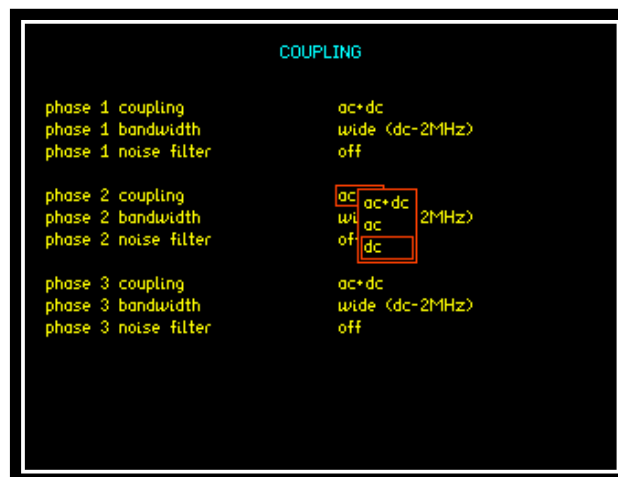 COUPLING
phase 1 coupling ac+dc
phase 1 bandwidth wide (dc-2MHz)
phase 1 noise filter off
phase 2 coupling ac
ac+dc
phase 2 bandwidth wi 2MHz)
ac
phase 2 noise filter of
dc
phase 3 coupling ac+dc
phase 3 bandwidth wide (dc-2MHz)
phase 3 noise filter off